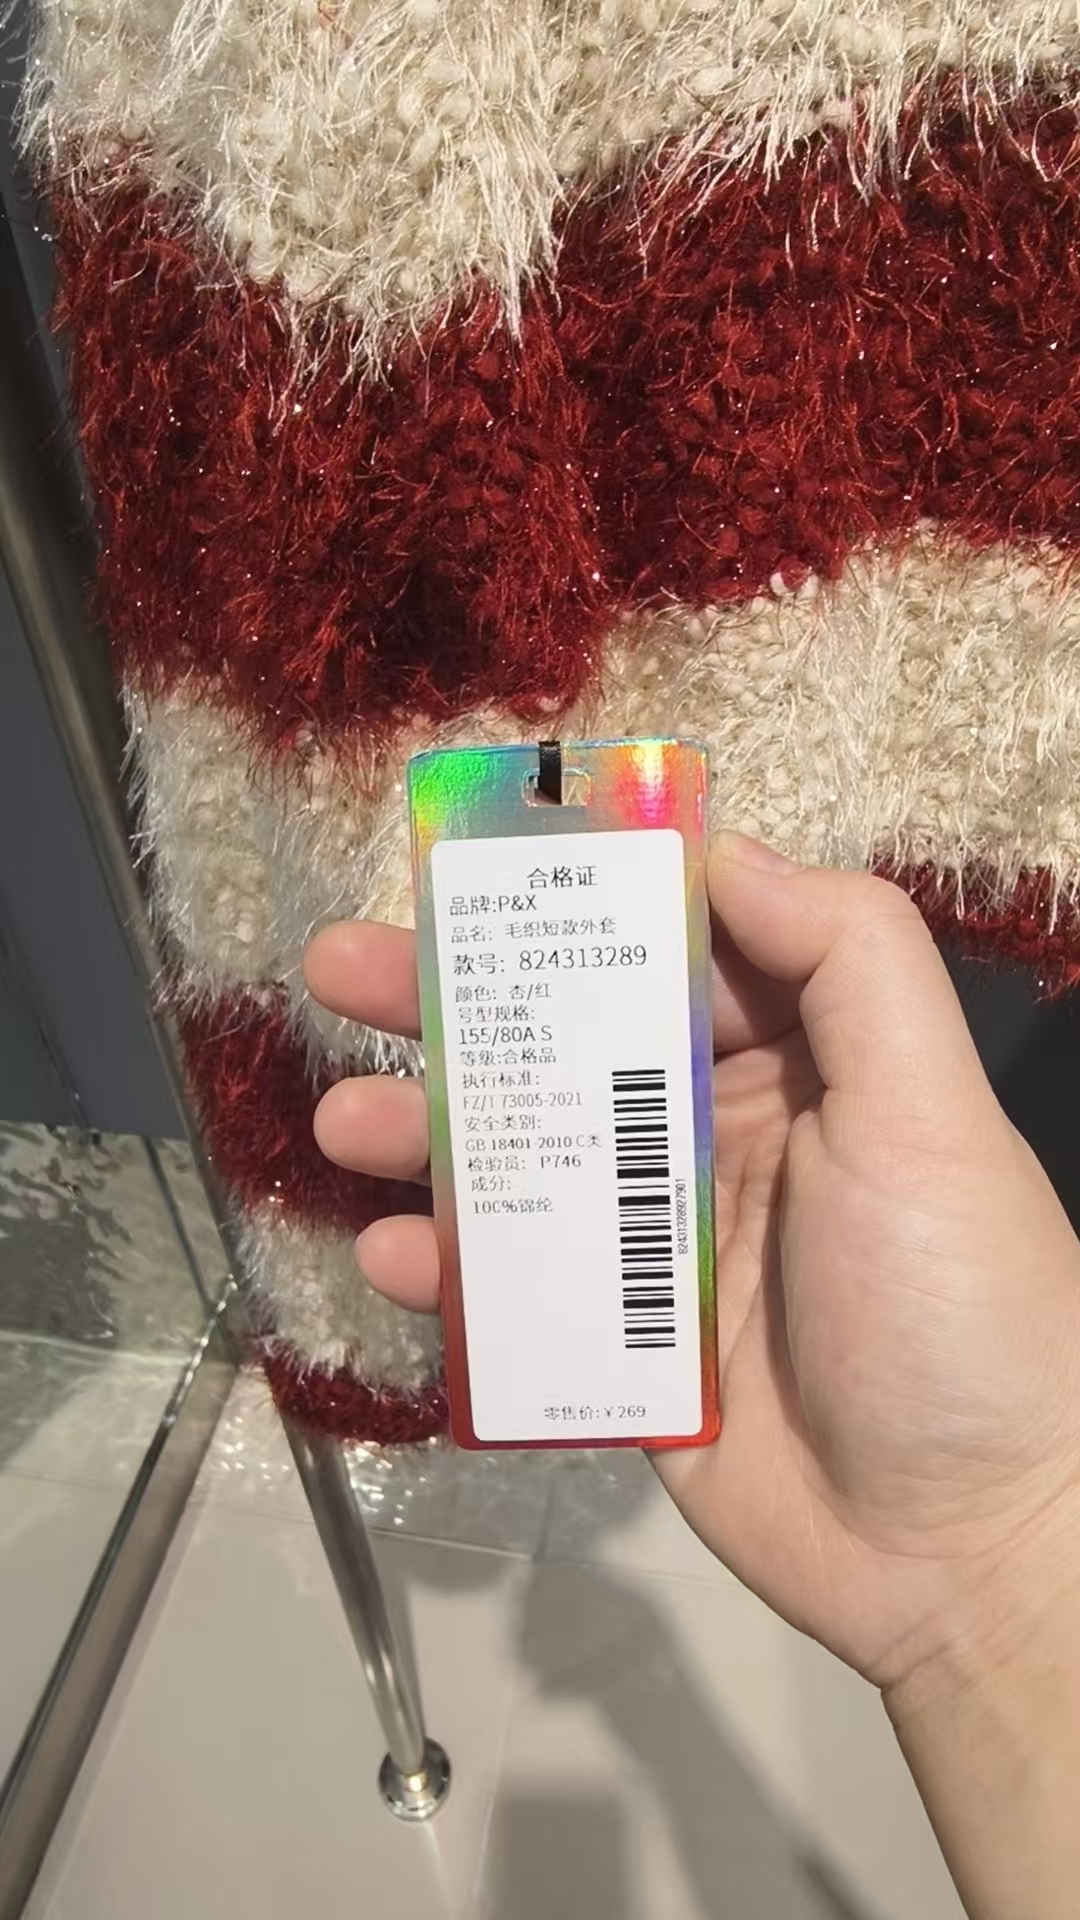 合格证
品牌:P&X
品名: 毛织短款外套
款号: 824313289
颜色: 杏/红
号型规格:
155/80A S
等级:合格品
执行标准:
FZ/T 73005-2021
安全类别:
GB 18401-2010 C类
检验员: P746
成分:
100%锦纶
82431328927901
零售价:¥269